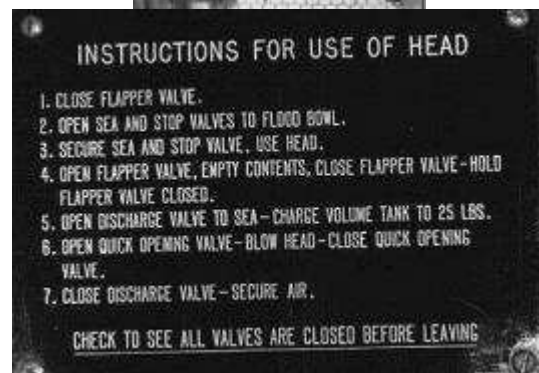 INSTRUCTIONS FOR USE OF HEAD
1. CLOSE FLAPPER VALVE.
2. OPEN SEA AND STOP VALVES TO FLOOD BOWL.
3. SECURE SEA AND STOP VALVE, USE HEAD.
4. OPEN FLAPPER VALVE, EMPTY CONTENTS, CLOSE FLAPPER VALVE-HOLD
FLAPPER VALVE CLOSED.
5. OPEN DISCHARGE VALVE TO SEA-CHARGE VOLUME TANK TO 25 LBS.
6. OPEN QUICK OPENING VALVE-BLOW HEAD-CLOSE QUICK OPENING
VALVE.
7. CLOSE DISCHARGE VALVE-SECURE AIR.
CHECK TO SEE ALL VALVES ARE CLOSED BEFORE LEAVING